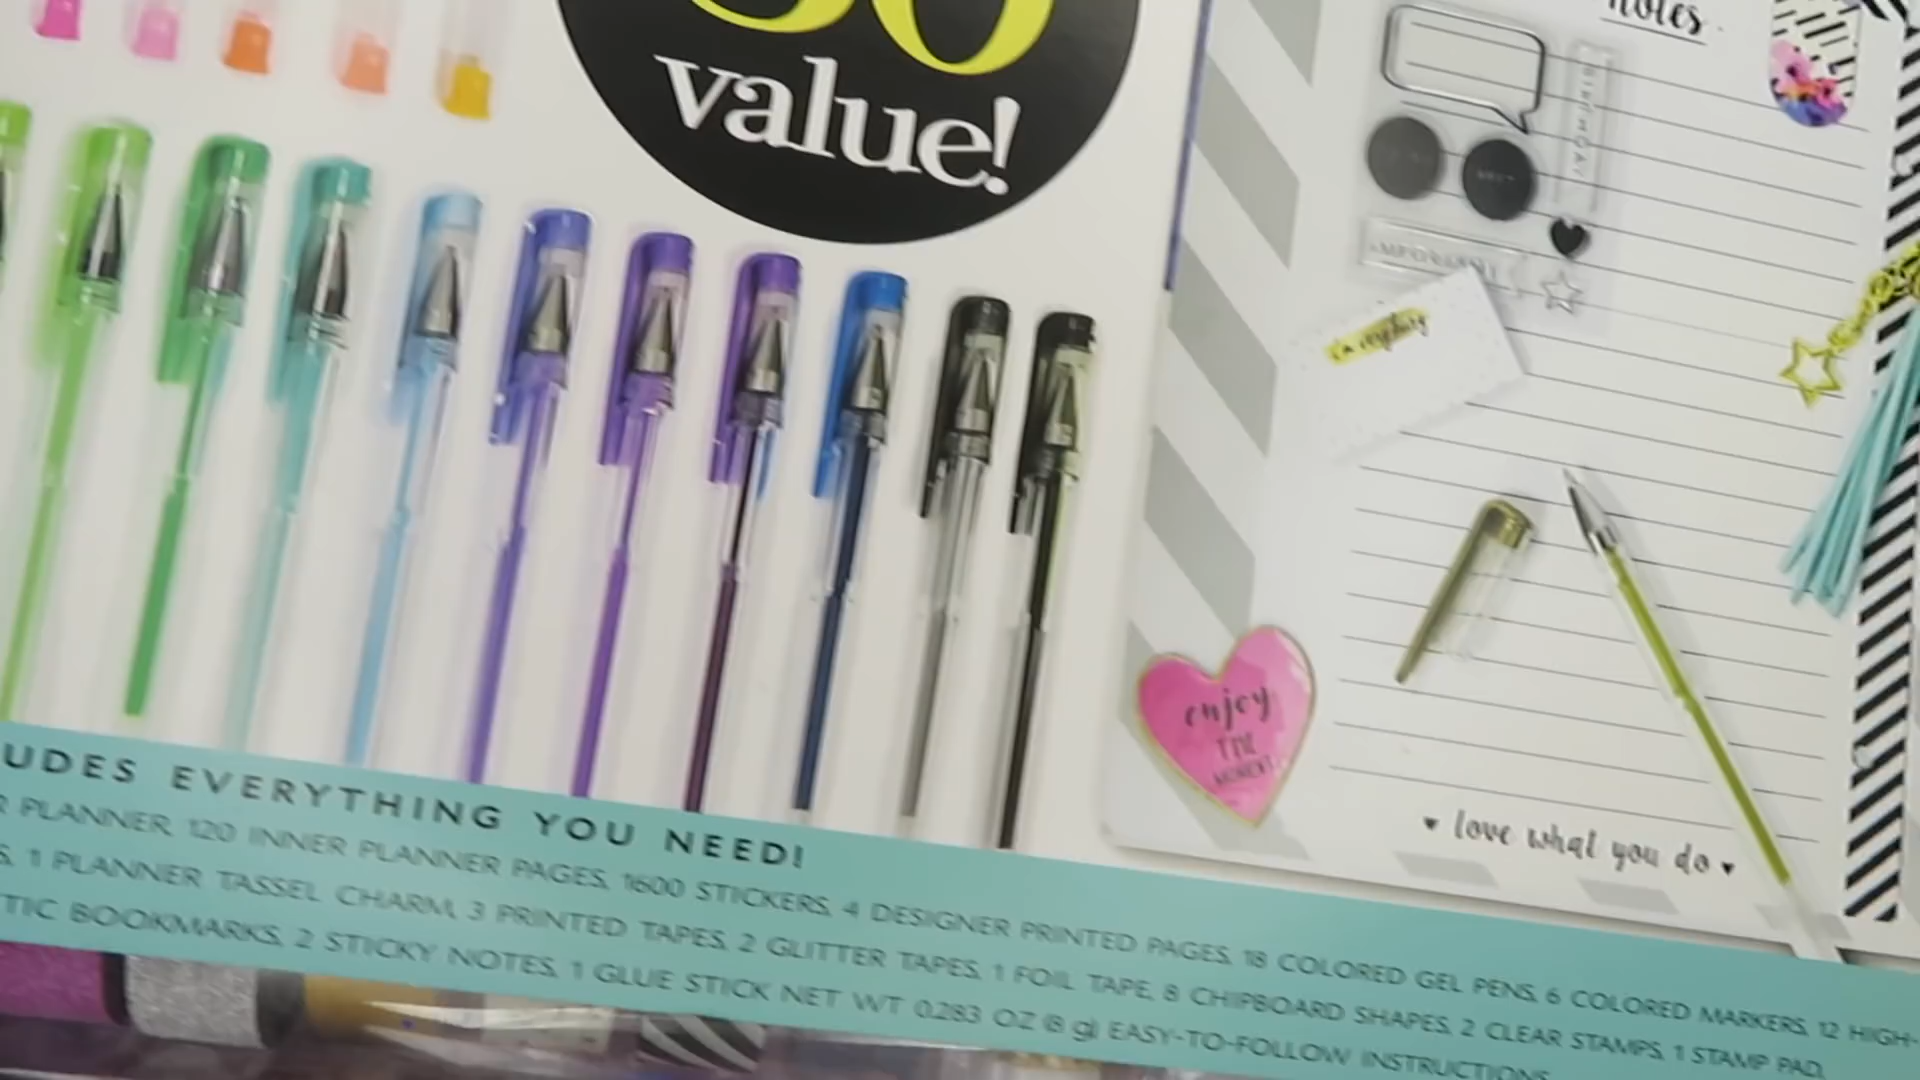 value!
notes
BIRTHDAY
IMPORTANT
enjoy
THE
MOMENT
♥ love what you do ♥
UDES EVERYTHING YOU NEED!
R PLANNER, 120 INNER PLANNER PAGES, 1600 STICKERS, 4 DESIGNER PRINTED PAGES, 18 COLORED GEL PENS, 6 COLORED MARKERS, 12 HIGH-
S, 1 PLANNER TASSEL CHARM, 3 PRINTED TAPES, 2 GLITTER TAPES, 1 FOIL TAPE, 8 CHIPBOARD SHAPES, 2 CLEAR STAMPS, 1 STAMP PAD,
TIC BOOKMARKS, 2 STICKY NOTES, 1 GLUE STICK NET WT 0.283 OZ (8 g) EASY-TO-FOLLOW INSTRUCTIONS